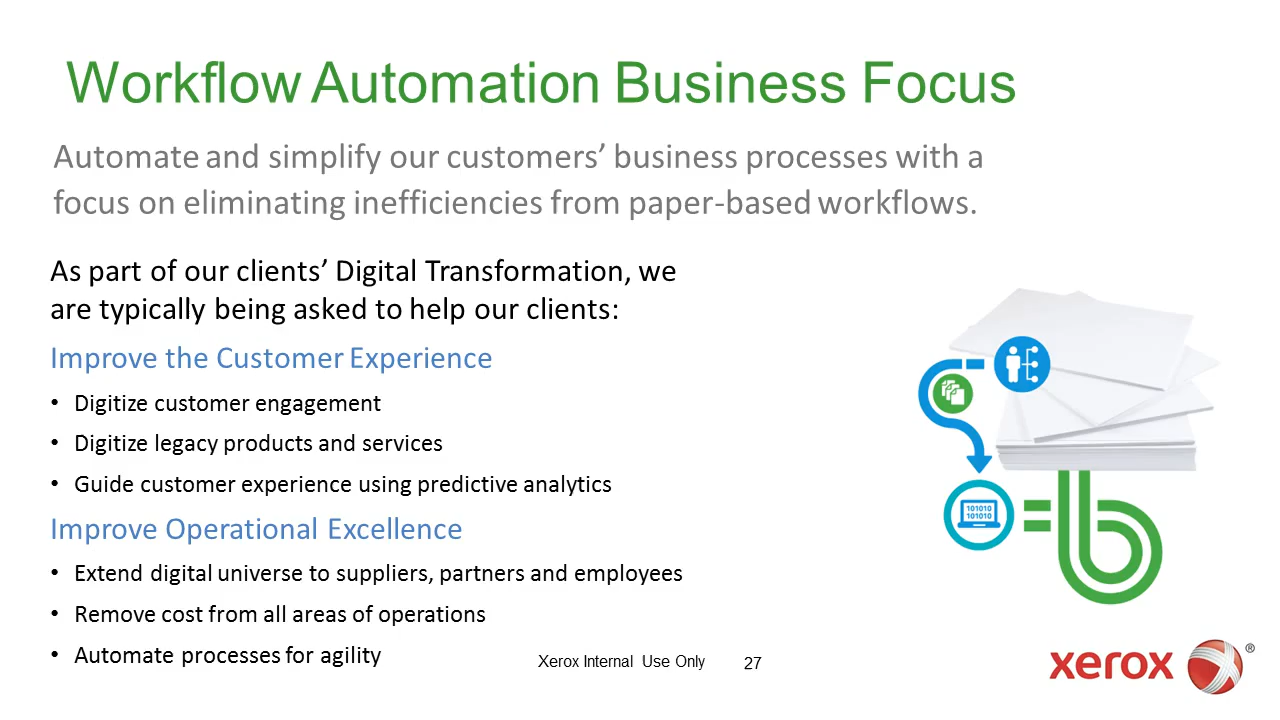 Workflow Automation Business Focus
Automate and simplify our customers’ business processes with a
focus on eliminating inefficiencies from paper-based workflows.
As part of our clients’ Digital Transformation, we
are typically being asked to help our clients:
Improve the Customer Experience
• Digitize customer engagement
• Digitize legacy products and services
• Guide customer experience using predictive analytics
Improve Operational Excellence
• Extend digital universe to suppliers, partners and employees
• Remove cost from all areas of operations
• Automate processes for agility
101010
101010
Xerox Internal Use Only
27
xerox ®